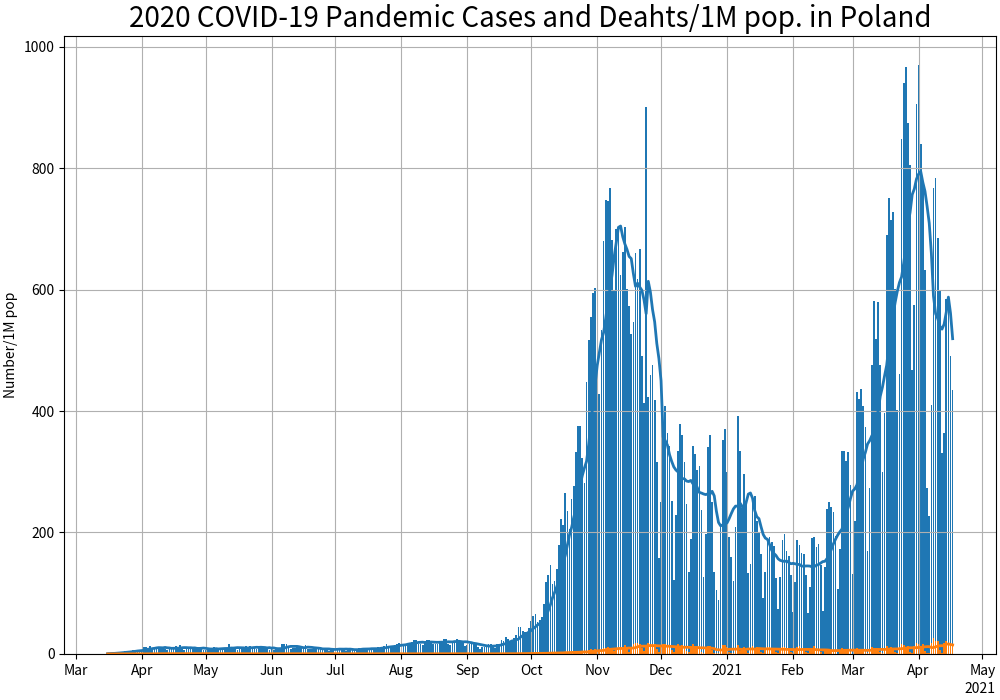 2020 COVID-19 Pandemic Cases and Deahts/1M pop. in Poland
1000
800
600
400
200
0
Number/1M pop
Mar Apr May Jun Jul Aug Sep Oct Nov Dec 2021 Feb Mar Apr May
2021